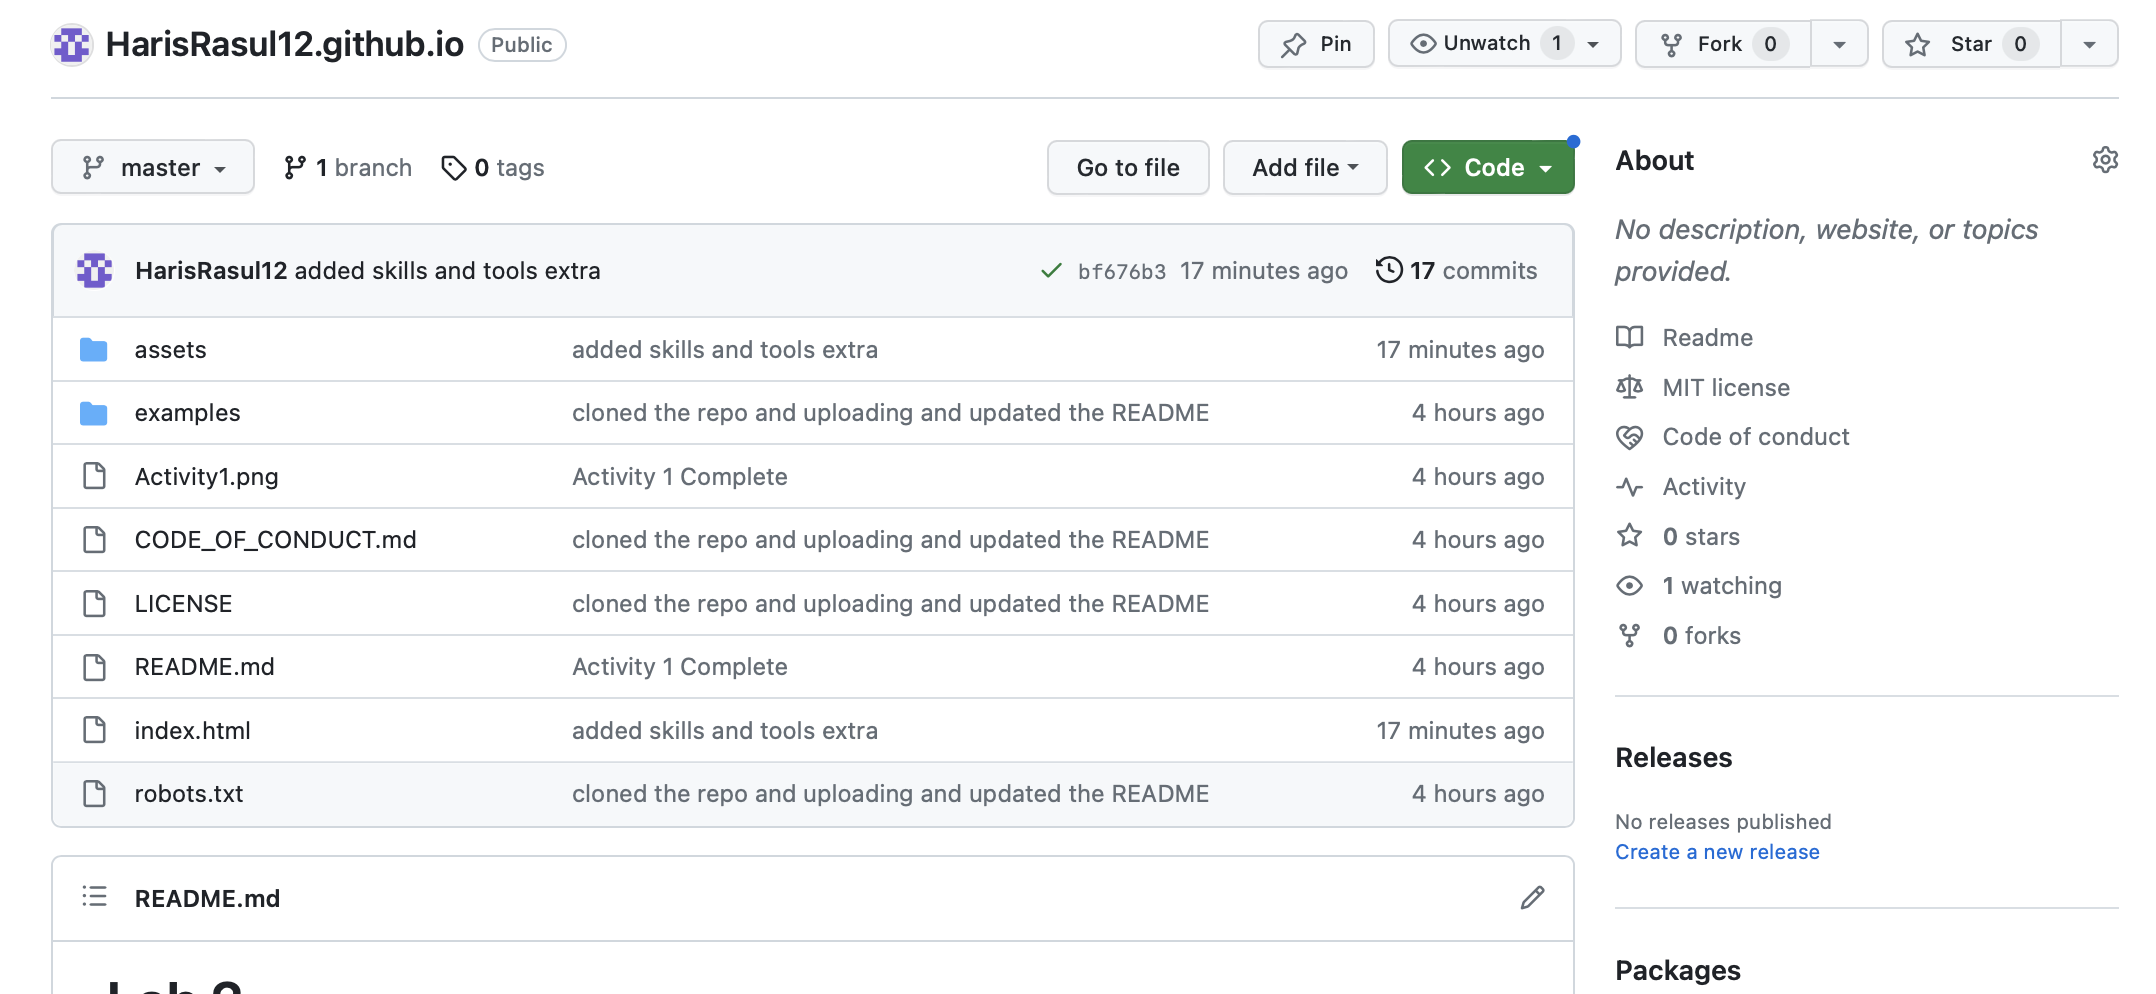 HarisRasul12.github.io Public Pin Unwatch 1 Fork 0 Star 0
master 1 branch 0 tags Go to file Add file <> Code
HarisRasul12 added skills and tools extra bf676b3 17 minutes ago 17 commits
assets added skills and tools extra 17 minutes ago
examples cloned the repo and uploading and updated the README 4 hours ago
Activity1.png Activity 1 Complete 4 hours ago
CODE_OF_CONDUCT.md cloned the repo and uploading and updated the README 4 hours ago
LICENSE cloned the repo and uploading and updated the README 4 hours ago
README.md Activity 1 Complete 4 hours ago
index.html added skills and tools extra 17 minutes ago
robots.txt cloned the repo and uploading and updated the README 4 hours ago
README.md
About
No description, website, or topics
provided.
Readme
MIT license
Code of conduct
Activity
0 stars
1 watching
0 forks
Releases
No releases published
Create a new release
Packages